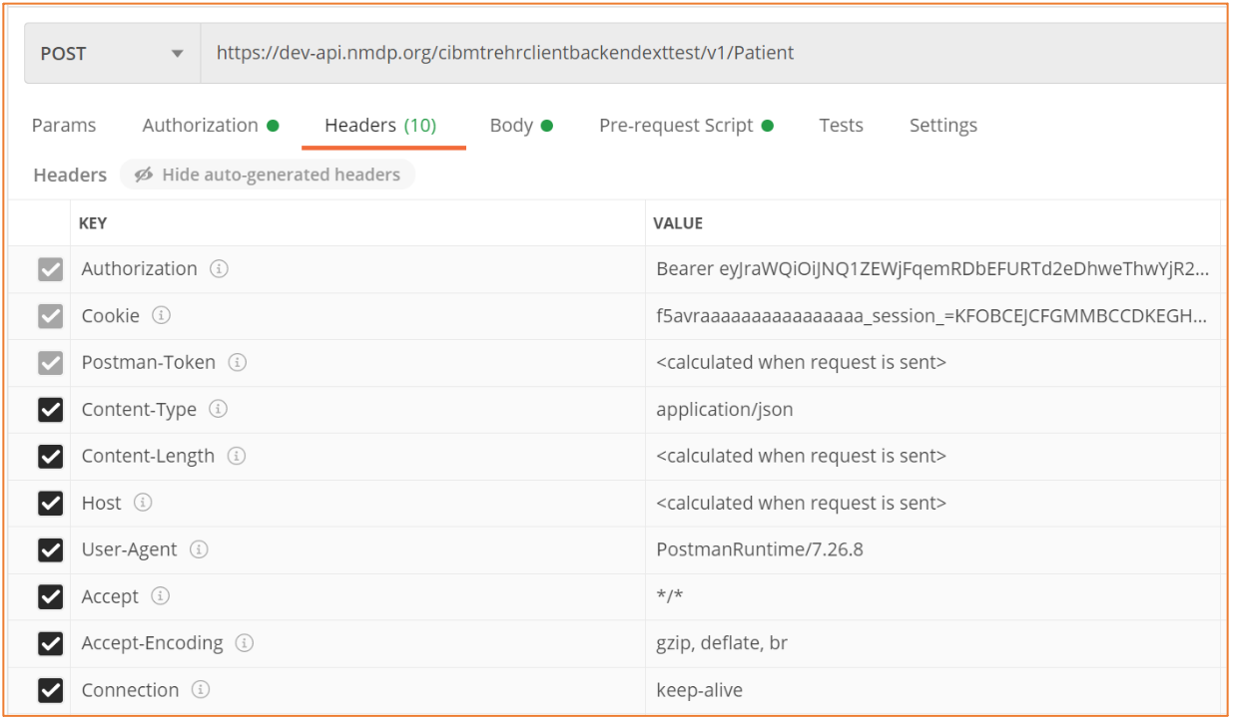 POST https://dev-api.nmdp.org/cibmtrehrclientbackendexttest/v1/Patient
Params Authorization Headers (10) Body Pre-request Script Tests Settings
Headers Hide auto-generated headers
KEY VALUE
Authorization Bearer eyJraWQiOiJNQ1ZEWjFqemRDbEFURTd2eDhweThwYjR2...
Cookie f5avraaaaaaaaaaaaaaaa_session_=KFOBCEJCFGMMBCCDKEGH...
Postman-Token <calculated when request is sent>
Content-Type application/json
Content-Length <calculated when request is sent>
Host <calculated when request is sent>
User-Agent PostmanRuntime/7.26.8
Accept */*
Accept-Encoding gzip, deflate, br
Connection keep-alive